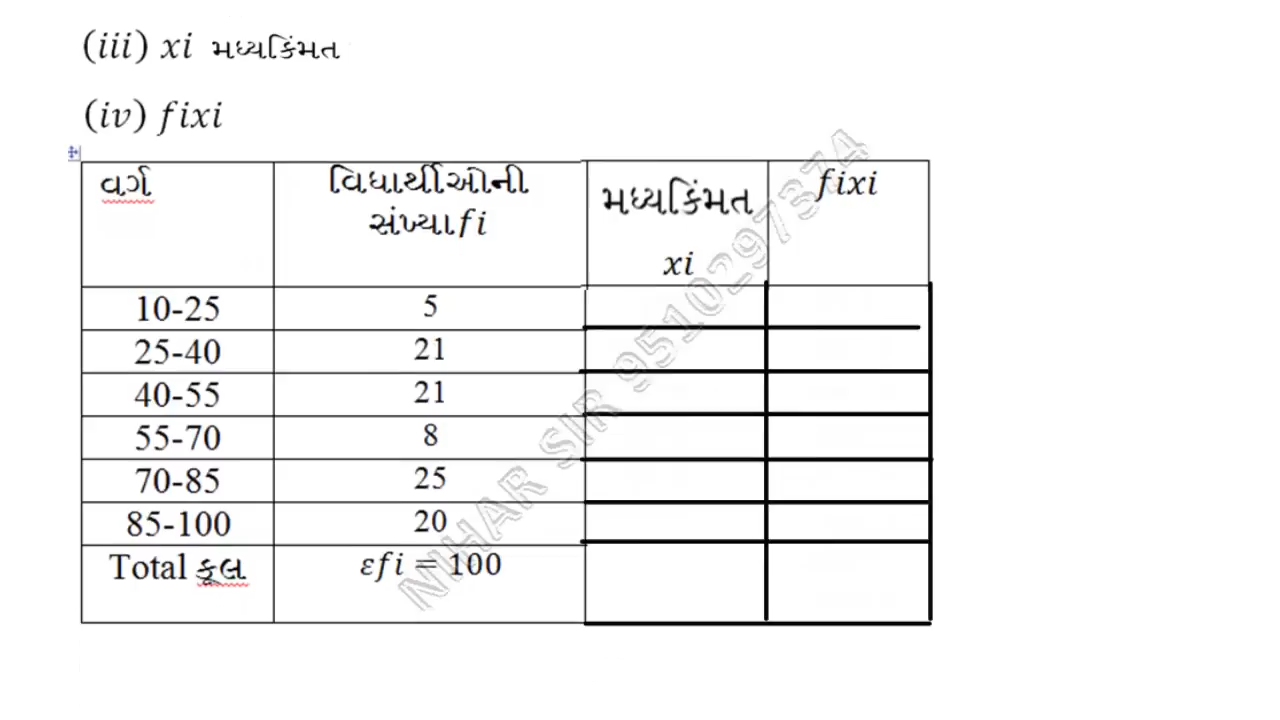 (iii) xi મધ્યકિંમત
(iv) fixi
વર્ગ વિધાર્થીઓની સંખ્યા fi મધ્યકિંમત xi fixi
10-25 5
25-40 21
40-55 21
55-70 8
70-85 25
85-100 20
Total કૂલ εfi = 100
NIHAR SIR 9510297374